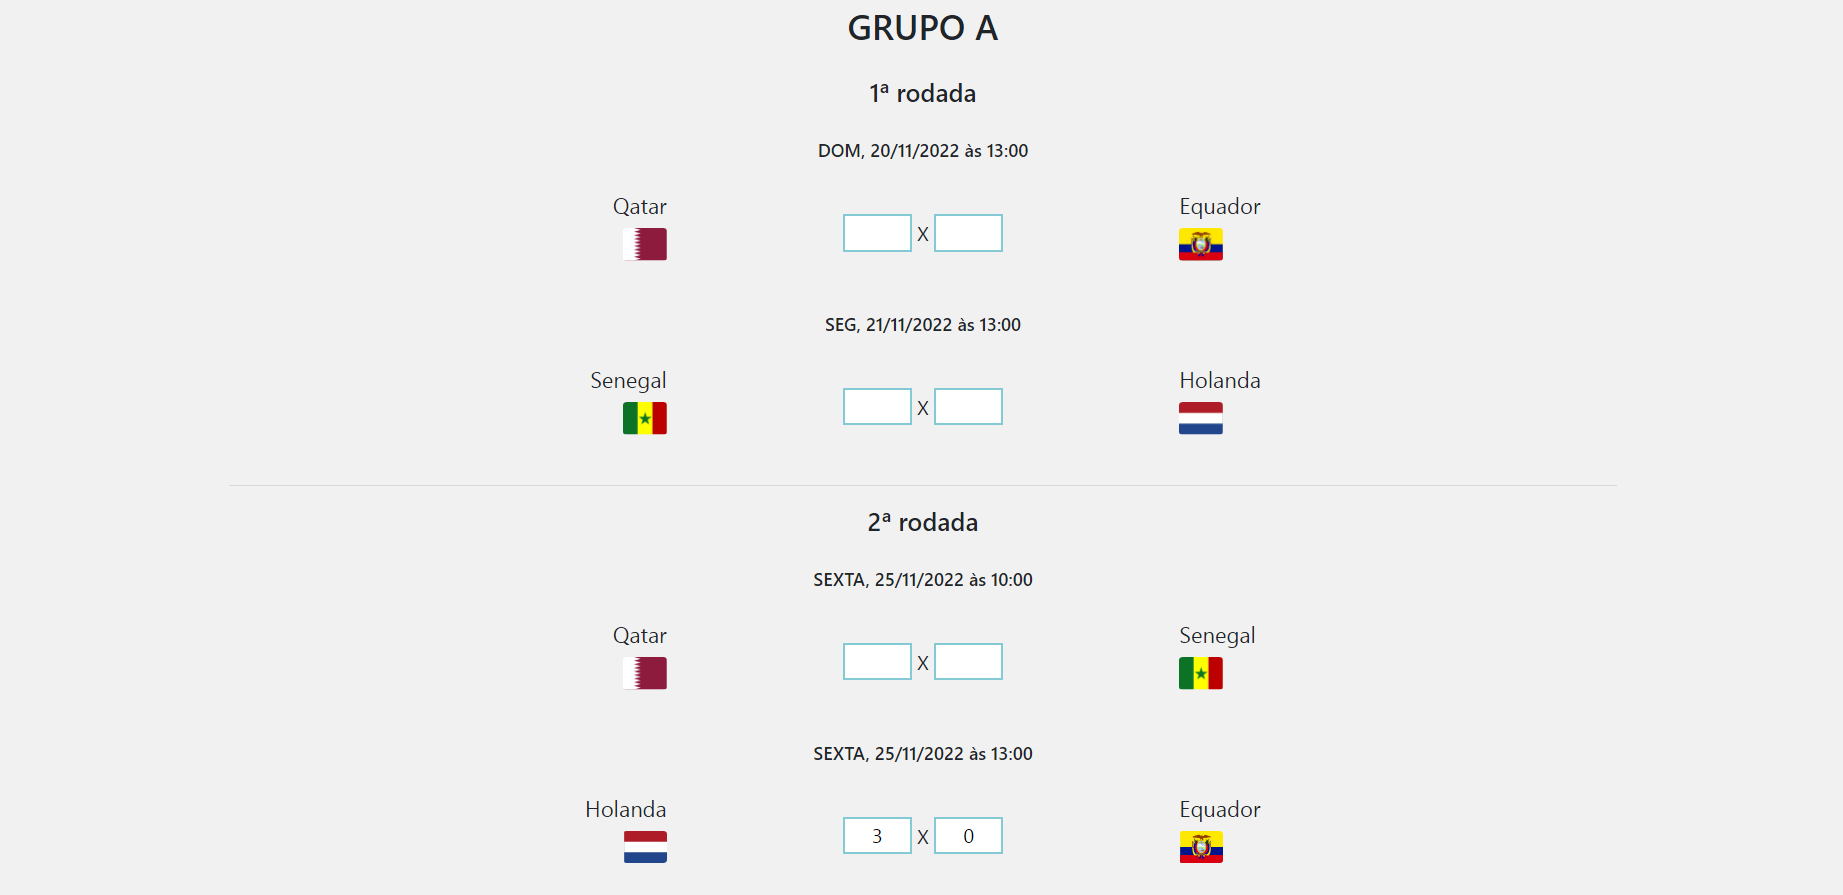 GRUPO A
1ª rodada
DOM, 20/11/2022 às 13:00
Qatar X Equador
SEG, 21/11/2022 às 13:00
Senegal X Holanda
2ª rodada
SEXTA, 25/11/2022 às 10:00
Qatar X Senegal
SEXTA, 25/11/2022 às 13:00
Holanda 3 X 0 Equador